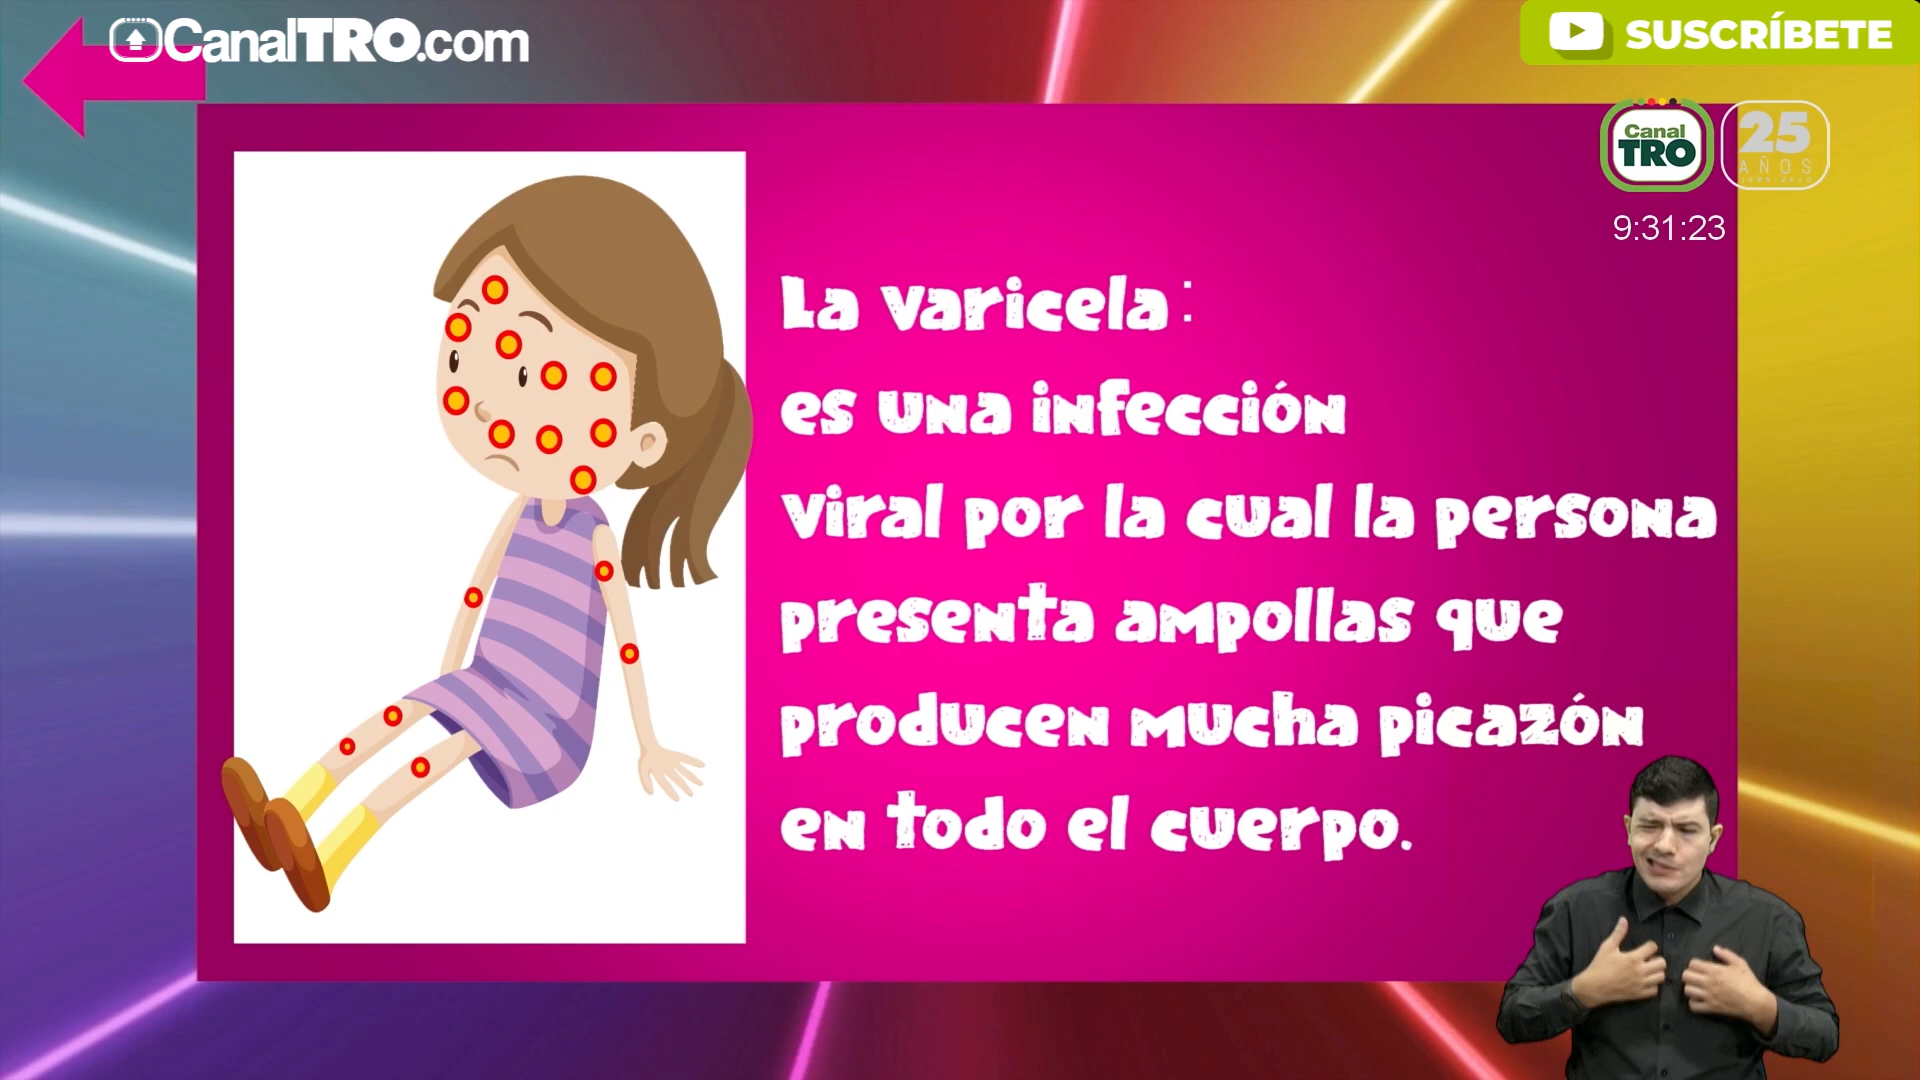 CanalTRO.com
SUSCRÍBETE
Canal
TRO
25
AÑOS
9:31:23
La varicela:
es una infección
viral por la cual la persona
presenta ampollas que
producen mucha picazón
en todo el cuerpo.